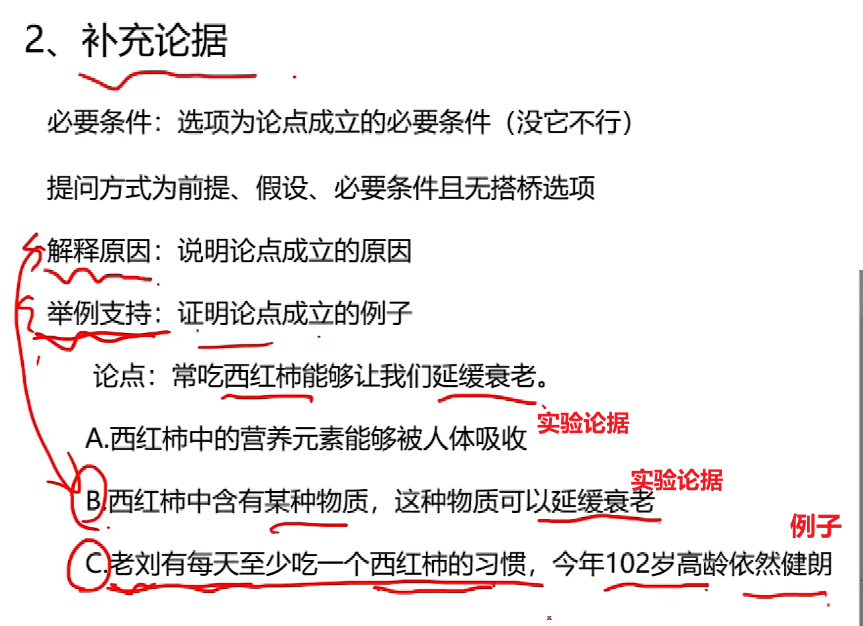 2、补充论据
必要条件：选项为论点成立的必要条件（没它不行）
提问方式为前提、假设、必要条件且无搭桥选项
解释原因：说明论点成立的原因
举例支持：证明论点成立的例子
论点：常吃西红柿能够让我们延缓衰老。
A.西红柿中的营养元素能够被人体吸收
实验论据
B.西红柿中含有某种物质，这种物质可以延缓衰老
实验论据
例子
C.老刘有每天至少吃一个西红柿的习惯，今年102岁高龄依然健朗